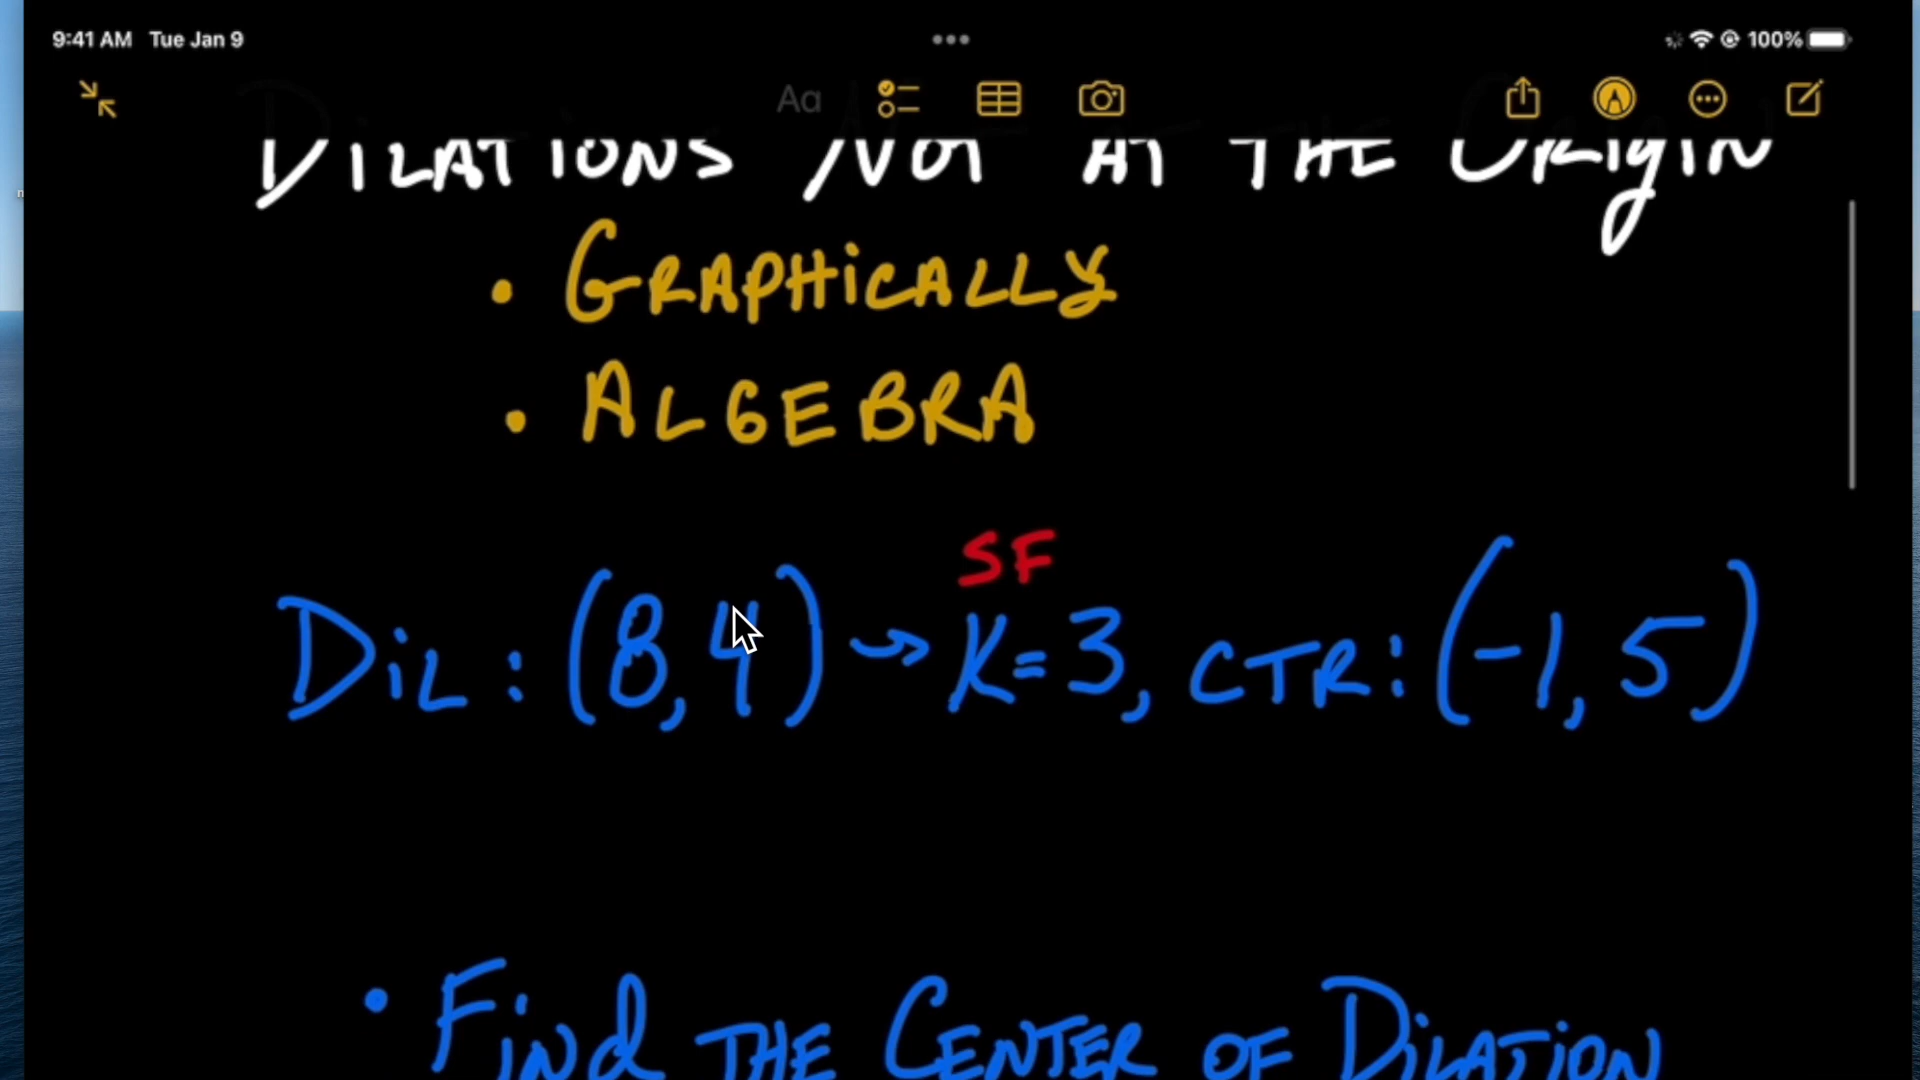 9:41 AM Tue Jan 9 100%
Aa
DILATIONS NOT AT THE ORIGIN
• GRAPHICALLY
• ALGEBRA
SF
DIL: (8,4) → K=3, CTR: (-1,5)
• FIND THE CENTER OF DILATION